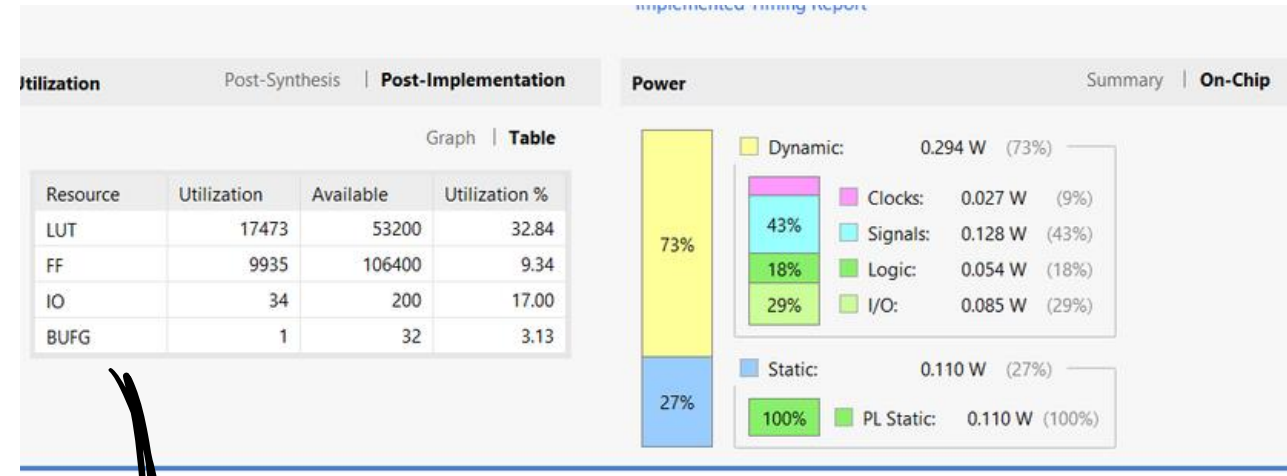 Implemented Timing Report
Utilization Post-Synthesis | Post-Implementation
Graph | Table
Resource Utilization Available Utilization %
LUT 17473 53200 32.84
FF 9935 106400 9.34
IO 34 200 17.00
BUFG 1 32 3.13
Power Summary | On-Chip
73%
27%
Dynamic: 0.294 W (73%)
43%
18%
29%
Clocks: 0.027 W (9%)
Signals: 0.128 W (43%)
Logic: 0.054 W (18%)
I/O: 0.085 W (29%)
Static: 0.110 W (27%)
100% PL Static: 0.110 W (100%)